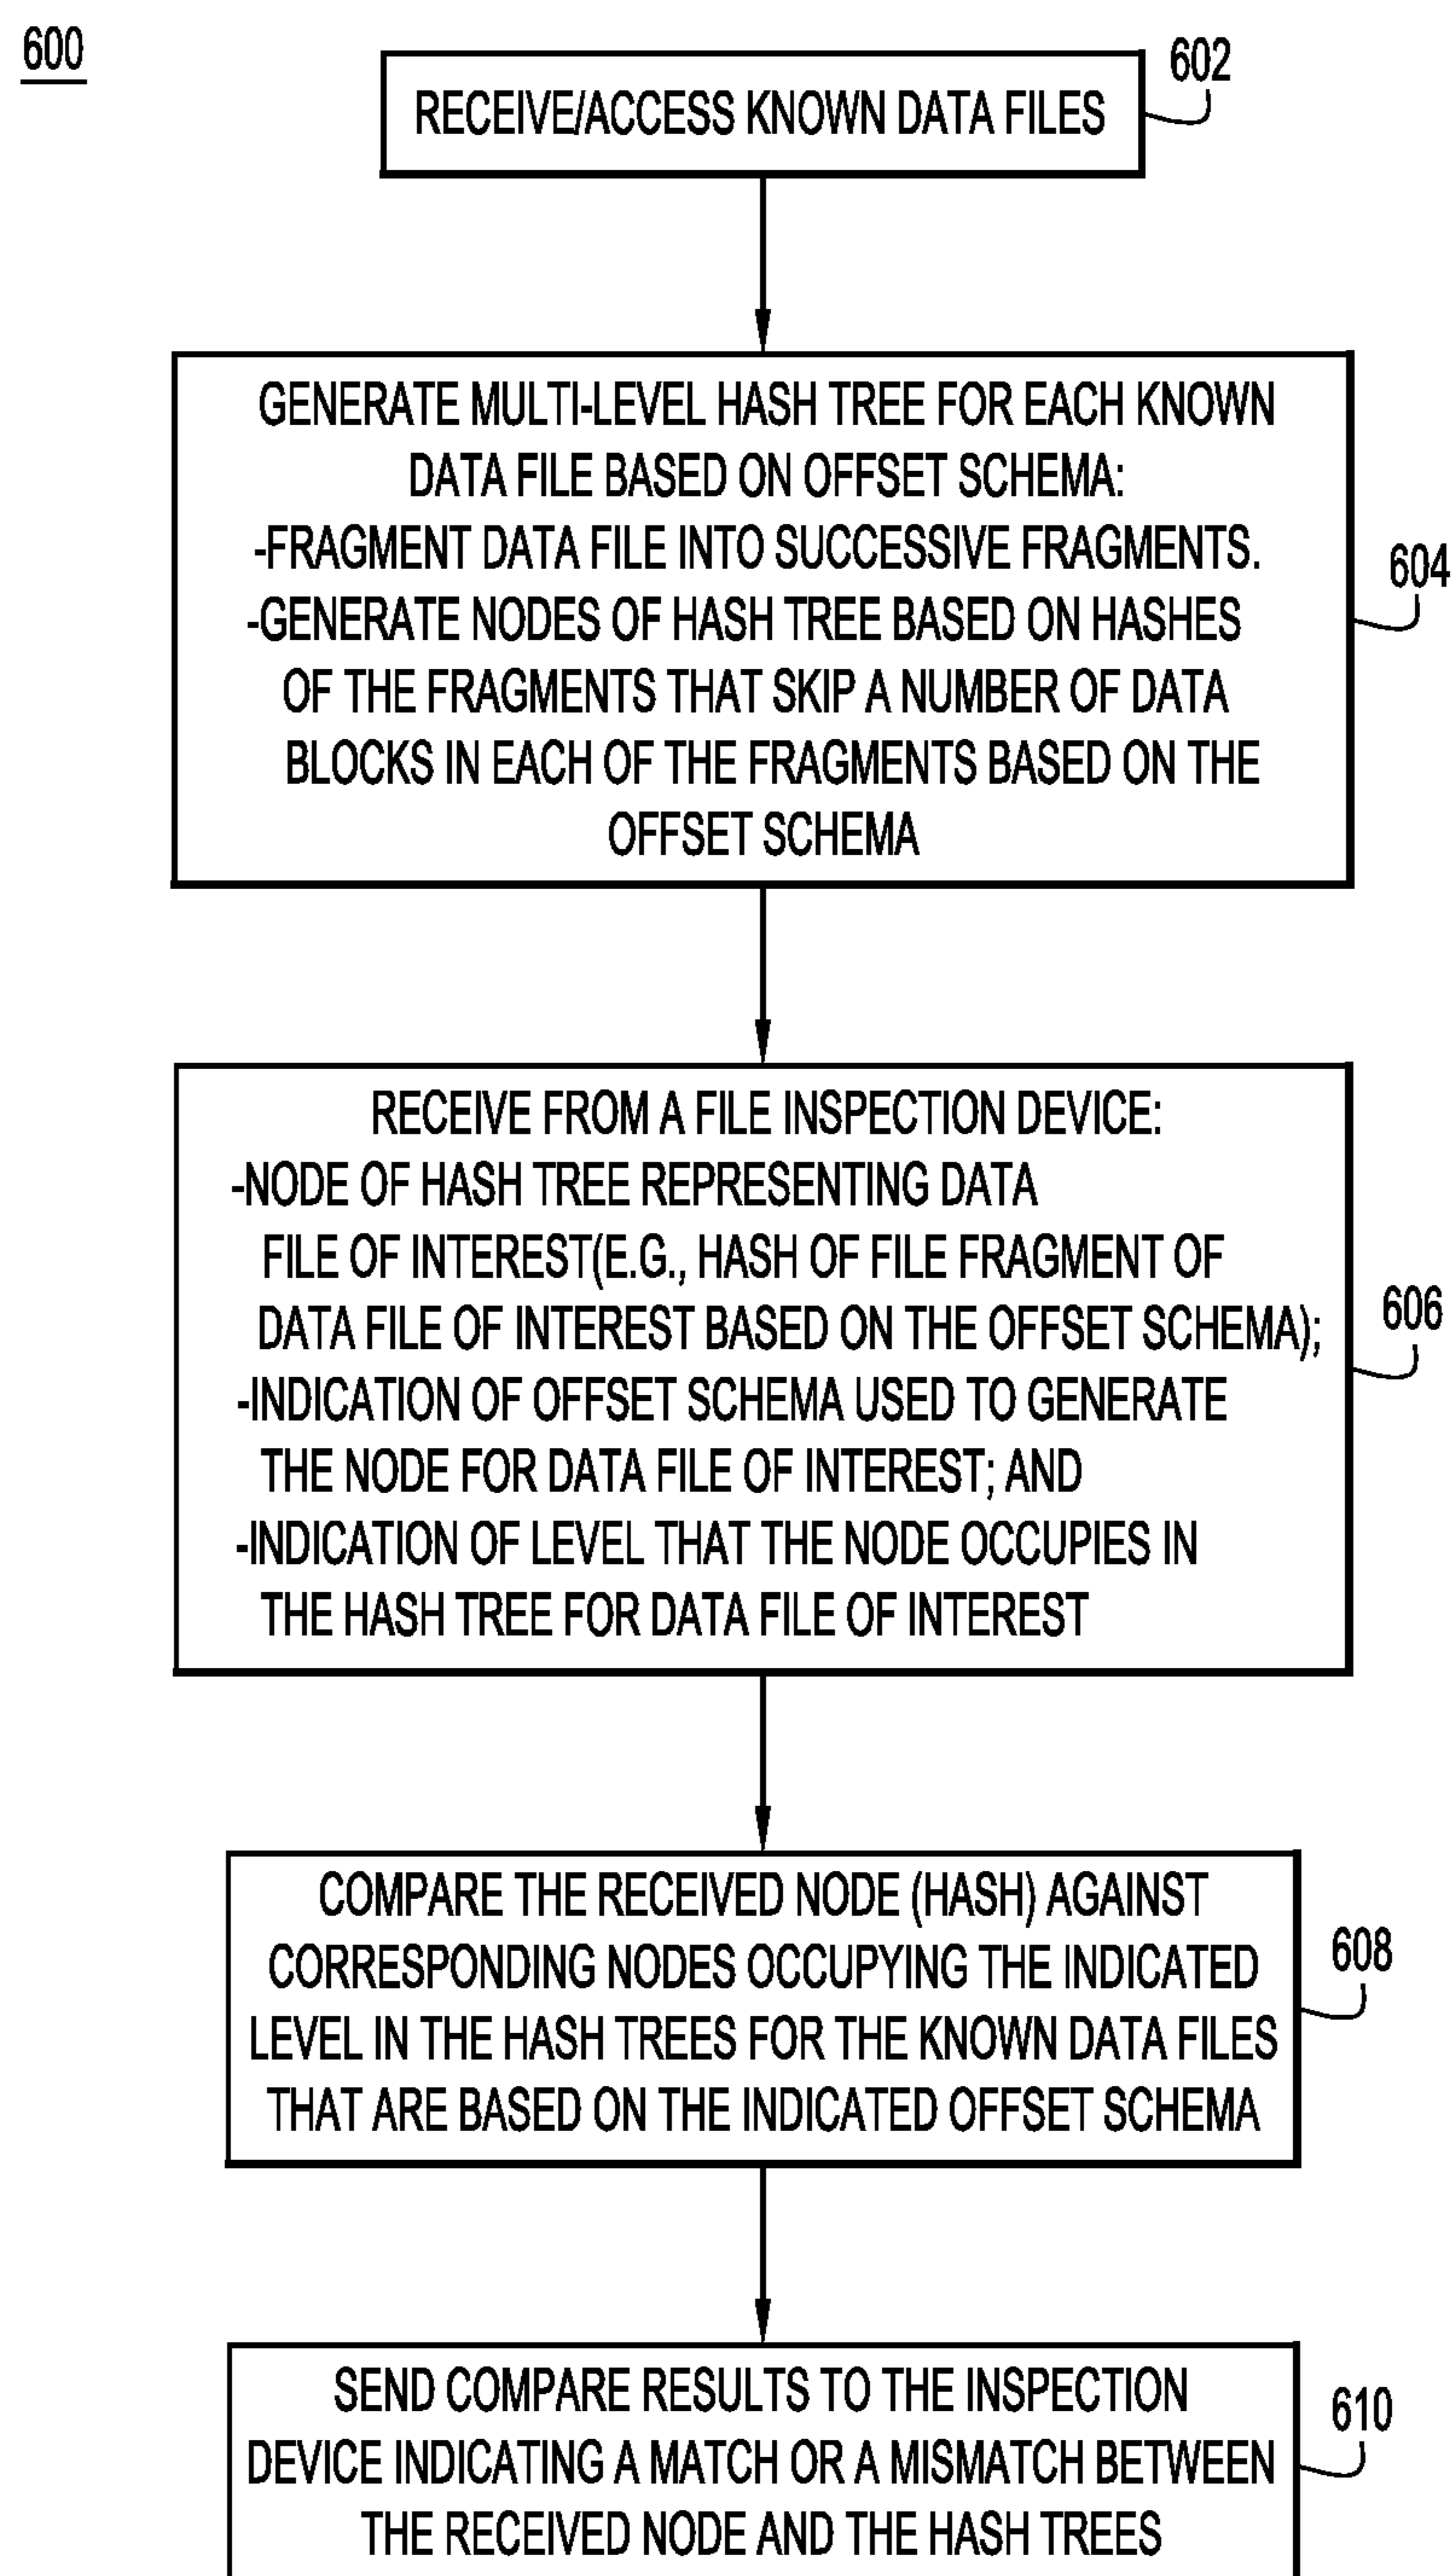 600
602
RECEIVE/ACCESS KNOWN DATA FILES
GENERATE MULTI-LEVEL HASH TREE FOR EACH KNOWN
DATA FILE BASED ON OFFSET SCHEMA:
-FRAGMENT DATA FILE INTO SUCCESSIVE FRAGMENTS.
-GENERATE NODES OF HASH TREE BASED ON HASHES
OF THE FRAGMENTS THAT SKIP A NUMBER OF DATA
BLOCKS IN EACH OF THE FRAGMENTS BASED ON THE
OFFSET SCHEMA
604
RECEIVE FROM A FILE INSPECTION DEVICE:
-NODE OF HASH TREE REPRESENTING DATA
FILE OF INTEREST(E.G., HASH OF FILE FRAGMENT OF
DATA FILE OF INTEREST BASED ON THE OFFSET SCHEMA);
-INDICATION OF OFFSET SCHEMA USED TO GENERATE
THE NODE FOR DATA FILE OF INTEREST; AND
-INDICATION OF LEVEL THAT THE NODE OCCUPIES IN
THE HASH TREE FOR DATA FILE OF INTEREST
606
COMPARE THE RECEIVED NODE (HASH) AGAINST
CORRESPONDING NODES OCCUPYING THE INDICATED
LEVEL IN THE HASH TREES FOR THE KNOWN DATA FILES
THAT ARE BASED ON THE INDICATED OFFSET SCHEMA
608
SEND COMPARE RESULTS TO THE INSPECTION
DEVICE INDICATING A MATCH OR A MISMATCH BETWEEN
THE RECEIVED NODE AND THE HASH TREES
610